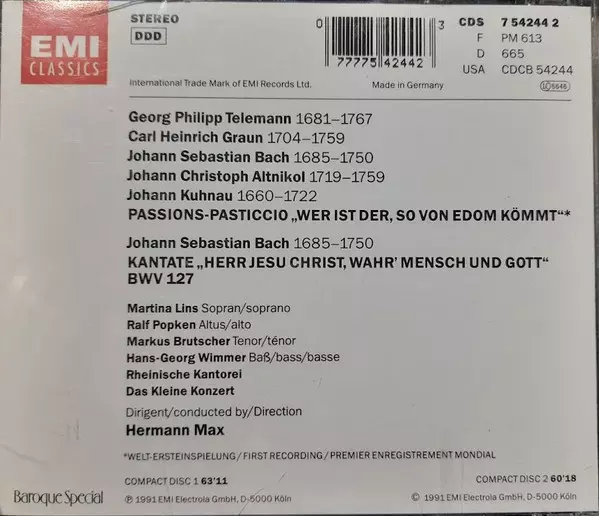 EMI
CLASSICS
STEREO
DDD
0 77775 42442 3
CDS 7 54244 2
F PM 613
D 665
USA CDCB 54244
International Trade Mark of EMI Records Ltd.
Made in Germany
Georg Philipp Telemann 1681–1767
Carl Heinrich Graun 1704–1759
Johann Sebastian Bach 1685–1750
Johann Christoph Altnikol 1719–1759
Johann Kuhnau 1660–1722
PASSIONS-PASTICCIO „WER IST DER, SO VON EDOM KÖMMT“*
Johann Sebastian Bach 1685–1750
KANTATE „HERR JESU CHRIST, WAHR’ MENSCH UND GOTT“
BWV 127
Martina Lins Sopran/soprano
Ralf Popken Altus/alto
Markus Brutscher Tenor/ténor
Hans-Georg Wimmer Baß/bass/basse
Rheinische Kantorei
Das Kleine Konzert
Dirigent/conducted by/Direction
Hermann Max
*WELT-ERSTEINSPIELUNG / FIRST RECORDING / PREMIER ENREGISTREMENT MONDIAL
COMPACT DISC 1 63'11
COMPACT DISC 2 60'18
Baroque Special
℗ 1991 EMI Electrola GmbH, D-5000 Köln
© 1991 EMI Electrola GmbH, D-5000 Köln